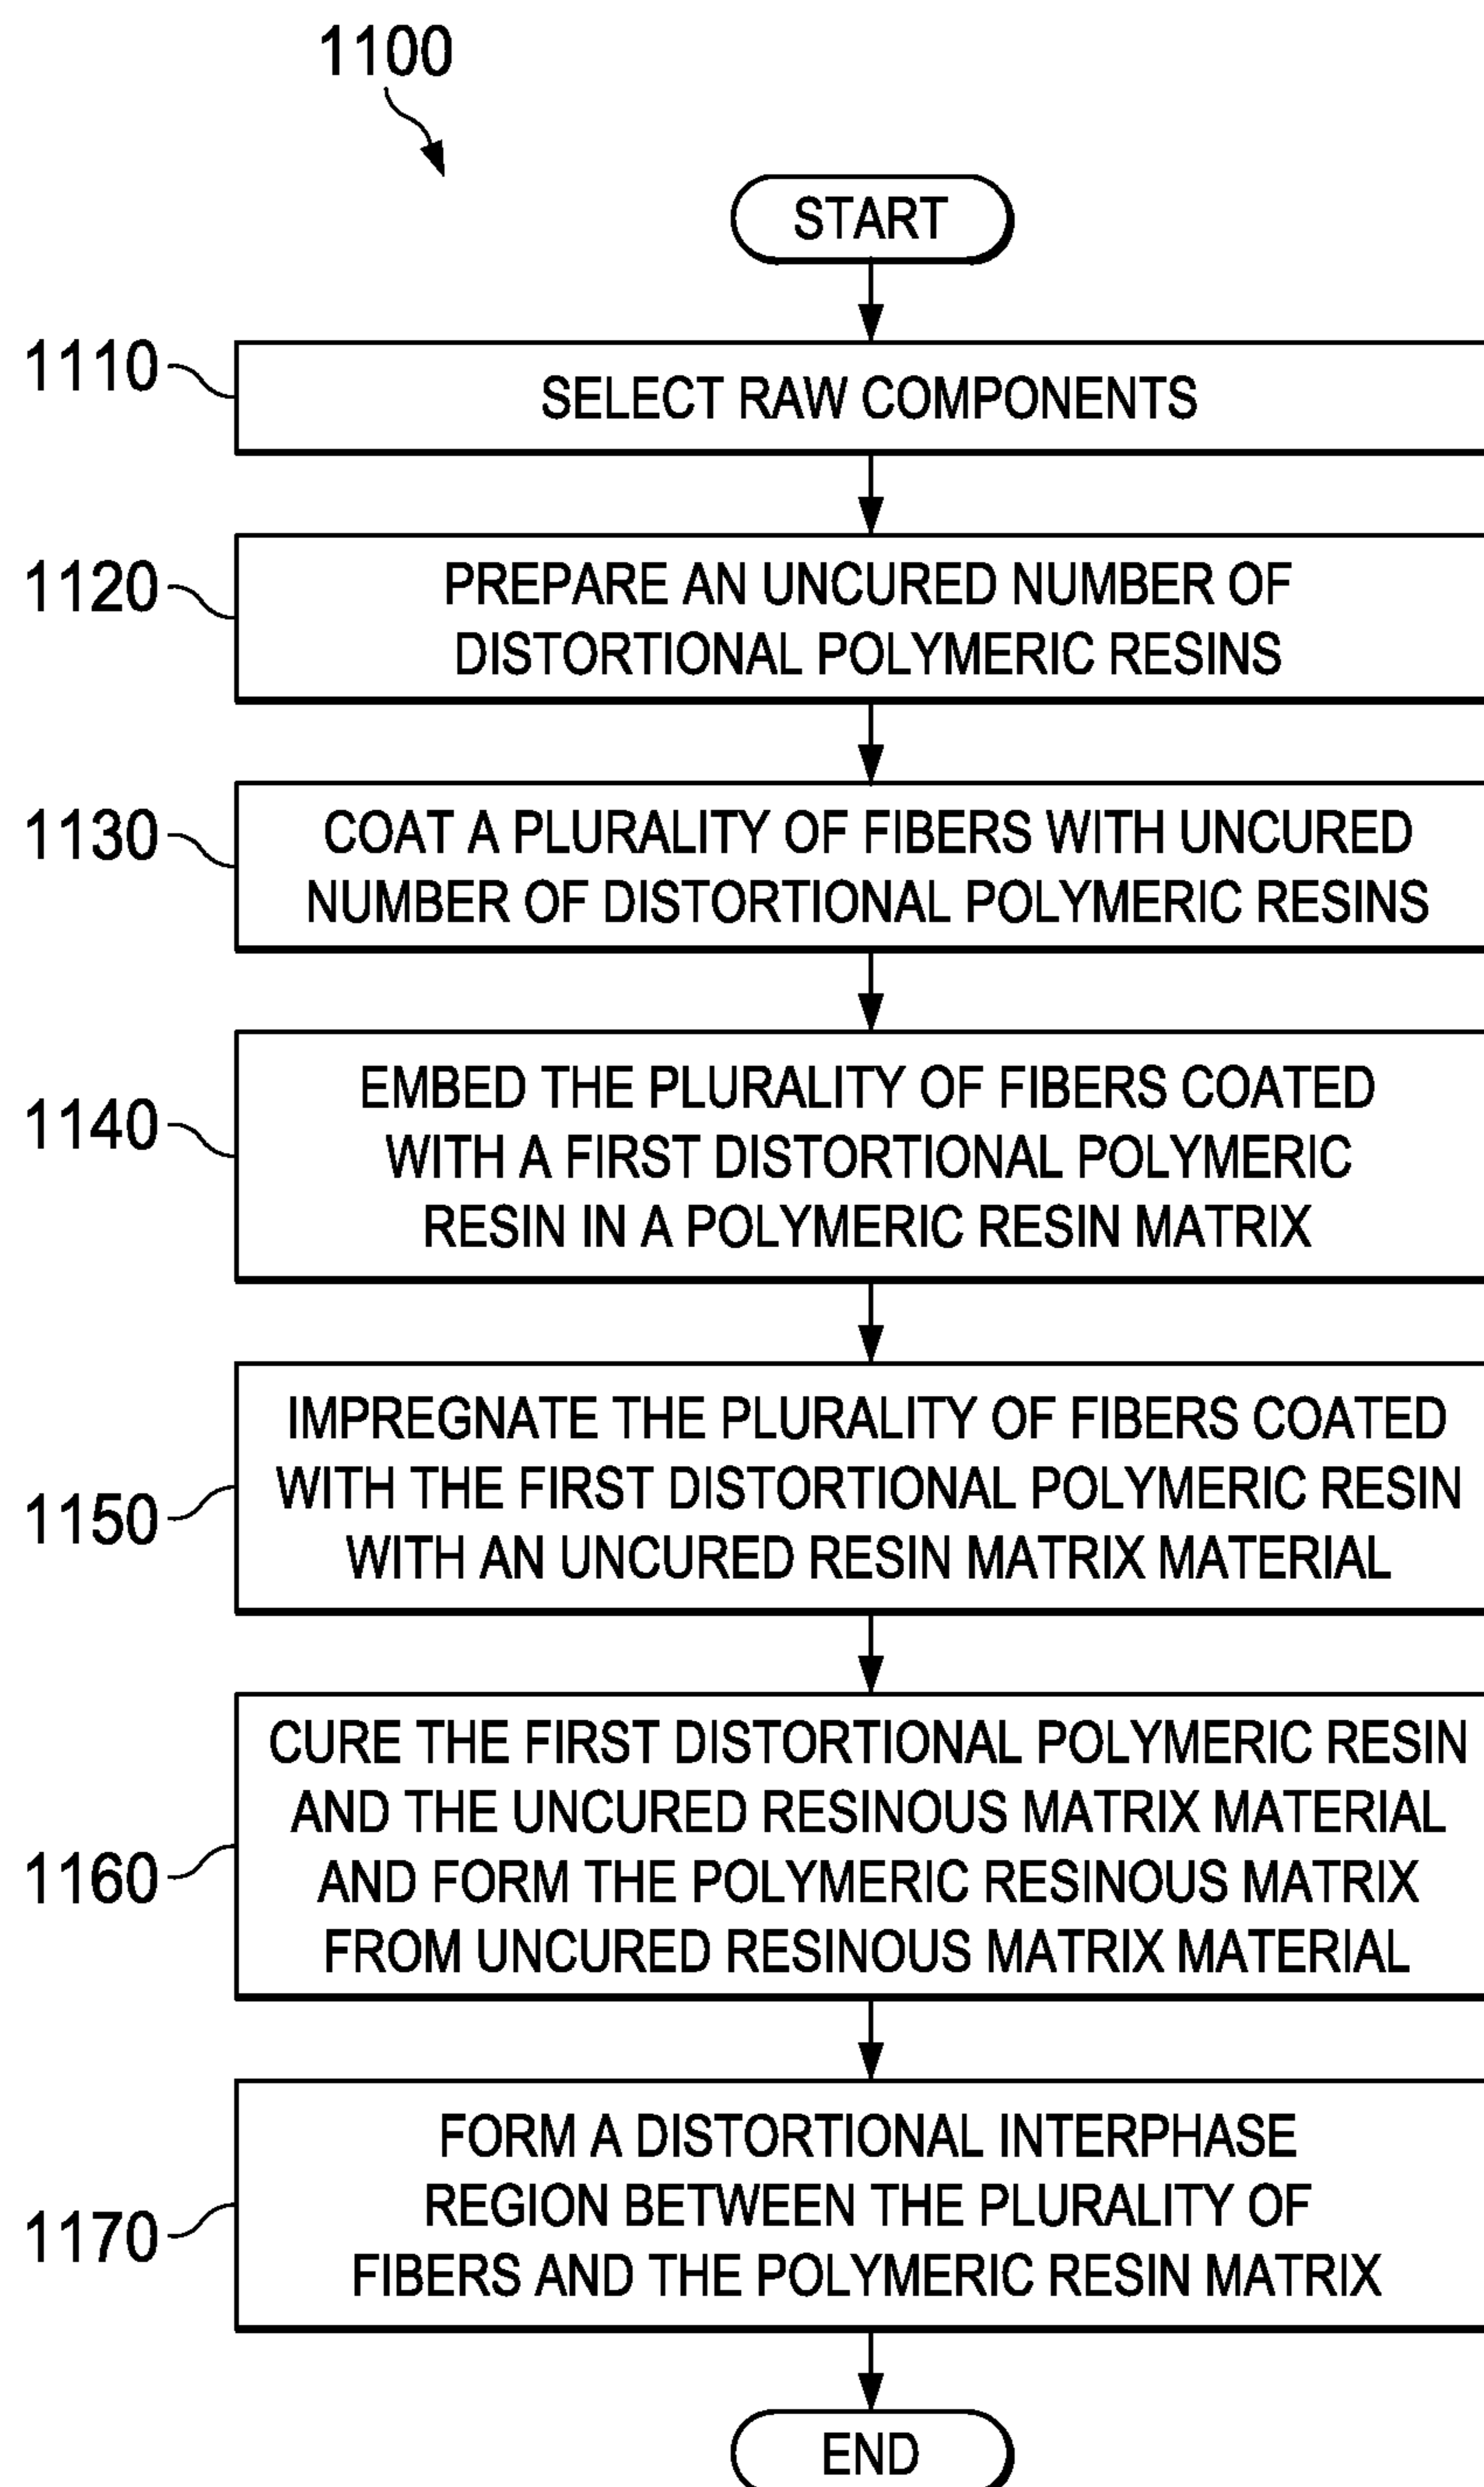 1100
START
1110
SELECT RAW COMPONENTS
1120
PREPARE AN UNCURED NUMBER OF
DISTORTIONAL POLYMERIC RESINS
1130
COAT A PLURALITY OF FIBERS WITH UNCURED
NUMBER OF DISTORTIONAL POLYMERIC RESINS
1140
EMBED THE PLURALITY OF FIBERS COATED
WITH A FIRST DISTORTIONAL POLYMERIC
RESIN IN A POLYMERIC RESIN MATRIX
1150
IMPREGNATE THE PLURALITY OF FIBERS COATED
WITH THE FIRST DISTORTIONAL POLYMERIC RESIN
WITH AN UNCURED RESIN MATRIX MATERIAL
1160
CURE THE FIRST DISTORTIONAL POLYMERIC RESIN
AND THE UNCURED RESINOUS MATRIX MATERIAL
AND FORM THE POLYMERIC RESINOUS MATRIX
FROM UNCURED RESINOUS MATRIX MATERIAL
1170
FORM A DISTORTIONAL INTERPHASE
REGION BETWEEN THE PLURALITY OF
FIBERS AND THE POLYMERIC RESIN MATRIX
END